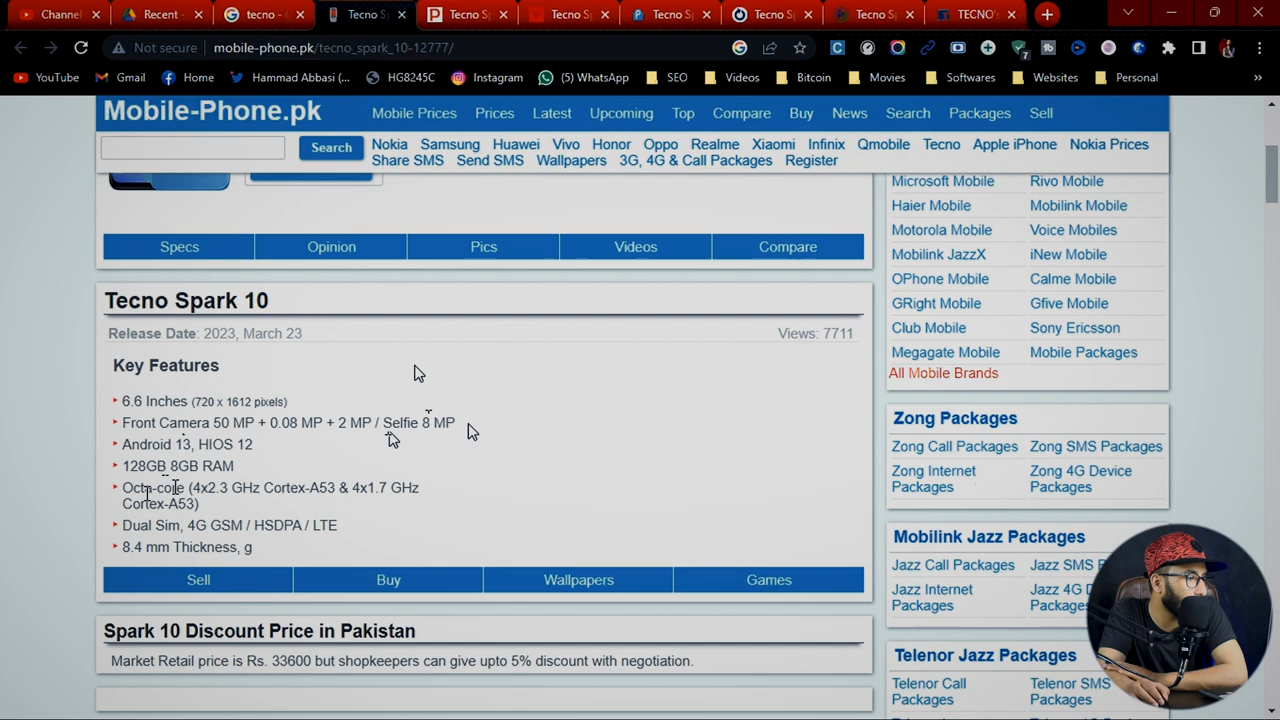 Channel
Recent -
tecno - G
Tecno S
Tecno Sp
Tecno S
Tecno Sp
Tecno Sp
Tecno Sp
TECNO's
Not secure
mobile-phone.pk/tecno_spark_10-12777/
YouTube
Gmail
Home
Hammad Abbasi (...
HG8245C
Instagram
(5) WhatsApp
SEO
Videos
Bitcoin
Movies
Softwares
Websites
Personal
»
Mobile-Phone.pk
Mobile Prices Prices Latest Upcoming Top Compare Buy News Search Packages Sell
Search
Nokia Samsung Huawei Vivo Honor Oppo Realme Xiaomi Infinix Qmobile Tecno Apple iPhone Nokia Prices
Share SMS Send SMS Wallpapers 3G, 4G & Call Packages Register
Specs Opinion Pics Videos Compare
Tecno Spark 10
Release Date: 2023, March 23
Views: 7711
Key Features
6.6 Inches (720 x 1612 pixels)
Front Camera 50 MP + 0.08 MP + 2 MP / Selfie 8 MP
Android 13, HIOS 12
128GB 8GB RAM
Octa-core (4x2.3 GHz Cortex-A53 & 4x1.7 GHz
Cortex-A53)
Dual Sim, 4G GSM / HSDPA / LTE
8.4 mm Thickness, g
Sell Buy Wallpapers Games
Spark 10 Discount Price in Pakistan
Market Retail price is Rs. 33600 but shopkeepers can give upto 5% discount with negotiation.
Microsoft Mobile Rivo Mobile
Haier Mobile Mobilink Mobile
Motorola Mobile Voice Mobiles
Mobilink JazzX iNew Mobile
OPhone Mobile Calme Mobile
GRight Mobile Gfive Mobile
Club Mobile Sony Ericsson
Megagate Mobile Mobile Packages
All Mobile Brands
Zong Packages
Zong Call Packages Zong SMS Packages
Zong Internet Zong 4G Device
Packages Packages
Mobilink Jazz Packages
Jazz Call Packages Jazz SMS P
Jazz Internet Jazz 4G D
Packages Packages
Telenor Jazz Packages
Telenor Call Telenor SMS
Packages Packages